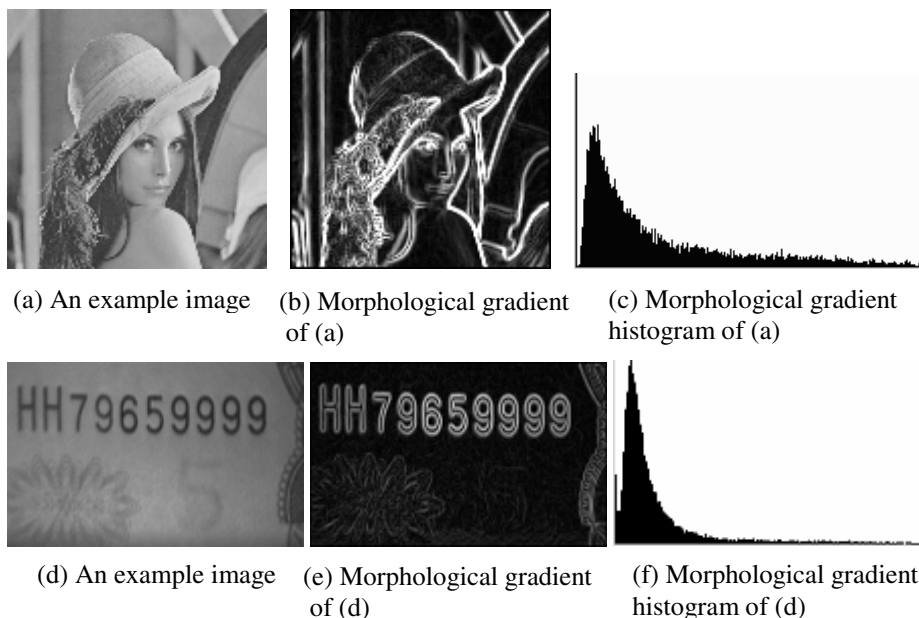 (a) An example image
(b) Morphological gradient
of (a)
(c) Morphological gradient
histogram of (a)
HH79659999
5
HH79659999
(d) An example image
(e) Morphological gradient
of (d)
(f) Morphological gradient
histogram of (d)